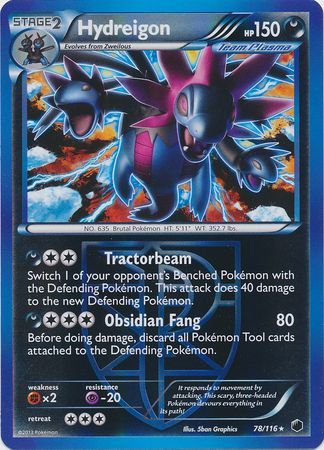 STAGE2
Hydreigon
HP150
Evolves from Zweilous
Team Plasma
NO. 635 Brutal Pokémon HT: 5'11" WT: 352.7 lbs.
Tractorbeam
Switch 1 of your opponent's Benched Pokémon with
the Defending Pokémon. This attack does 40 damage
to the new Defending Pokémon.
Obsidian Fang 80
Before doing damage, discard all Pokémon Tool cards
attached to the Defending Pokémon.
weakness
×2
resistance
-20
retreat
It responds to movement by
attacking. This scary, three-headed
Pokémon devours everything in
its path!
Illus. 5ban Graphics
78/116★
©2013 Pokémon